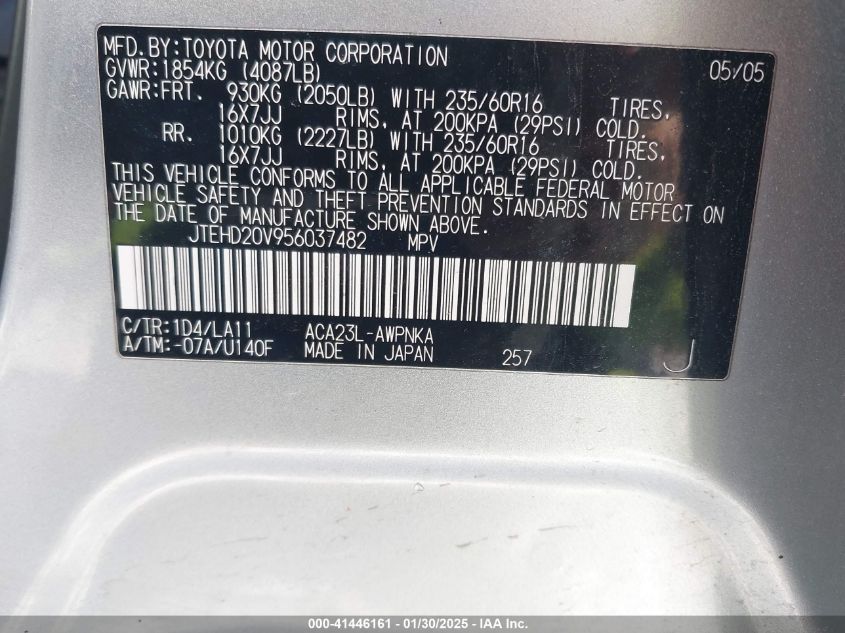 MFD.BY:TOYOTA MOTOR CORPORATION 05/05
GVWR:1854KG (4087LB)
GAWR:FRT. 930KG (2050LB) WITH 235/60R16 TIRES,
16X7JJ RIMS, AT 200KPA (29PSI) COLD.
RR. 1010KG (2227LB) WITH 235/60R16 TIRES,
16X7JJ RIMS, AT 200KPA (29PSI) COLD.
THIS VEHICLE CONFORMS TO ALL APPLICABLE FEDERAL MOTOR
VEHICLE SAFETY AND THEFT PREVENTION STANDARDS IN EFFECT ON
THE DATE OF MANUFACTURE SHOWN ABOVE.
JTEHD20V956037482 MPV
C/TR:1D4/LA11 ACA23L-AWPNKA
A/TM:-07A/U140F MADE IN JAPAN 257 J
000-41446161 - 01/30/2025 - IAA Inc.